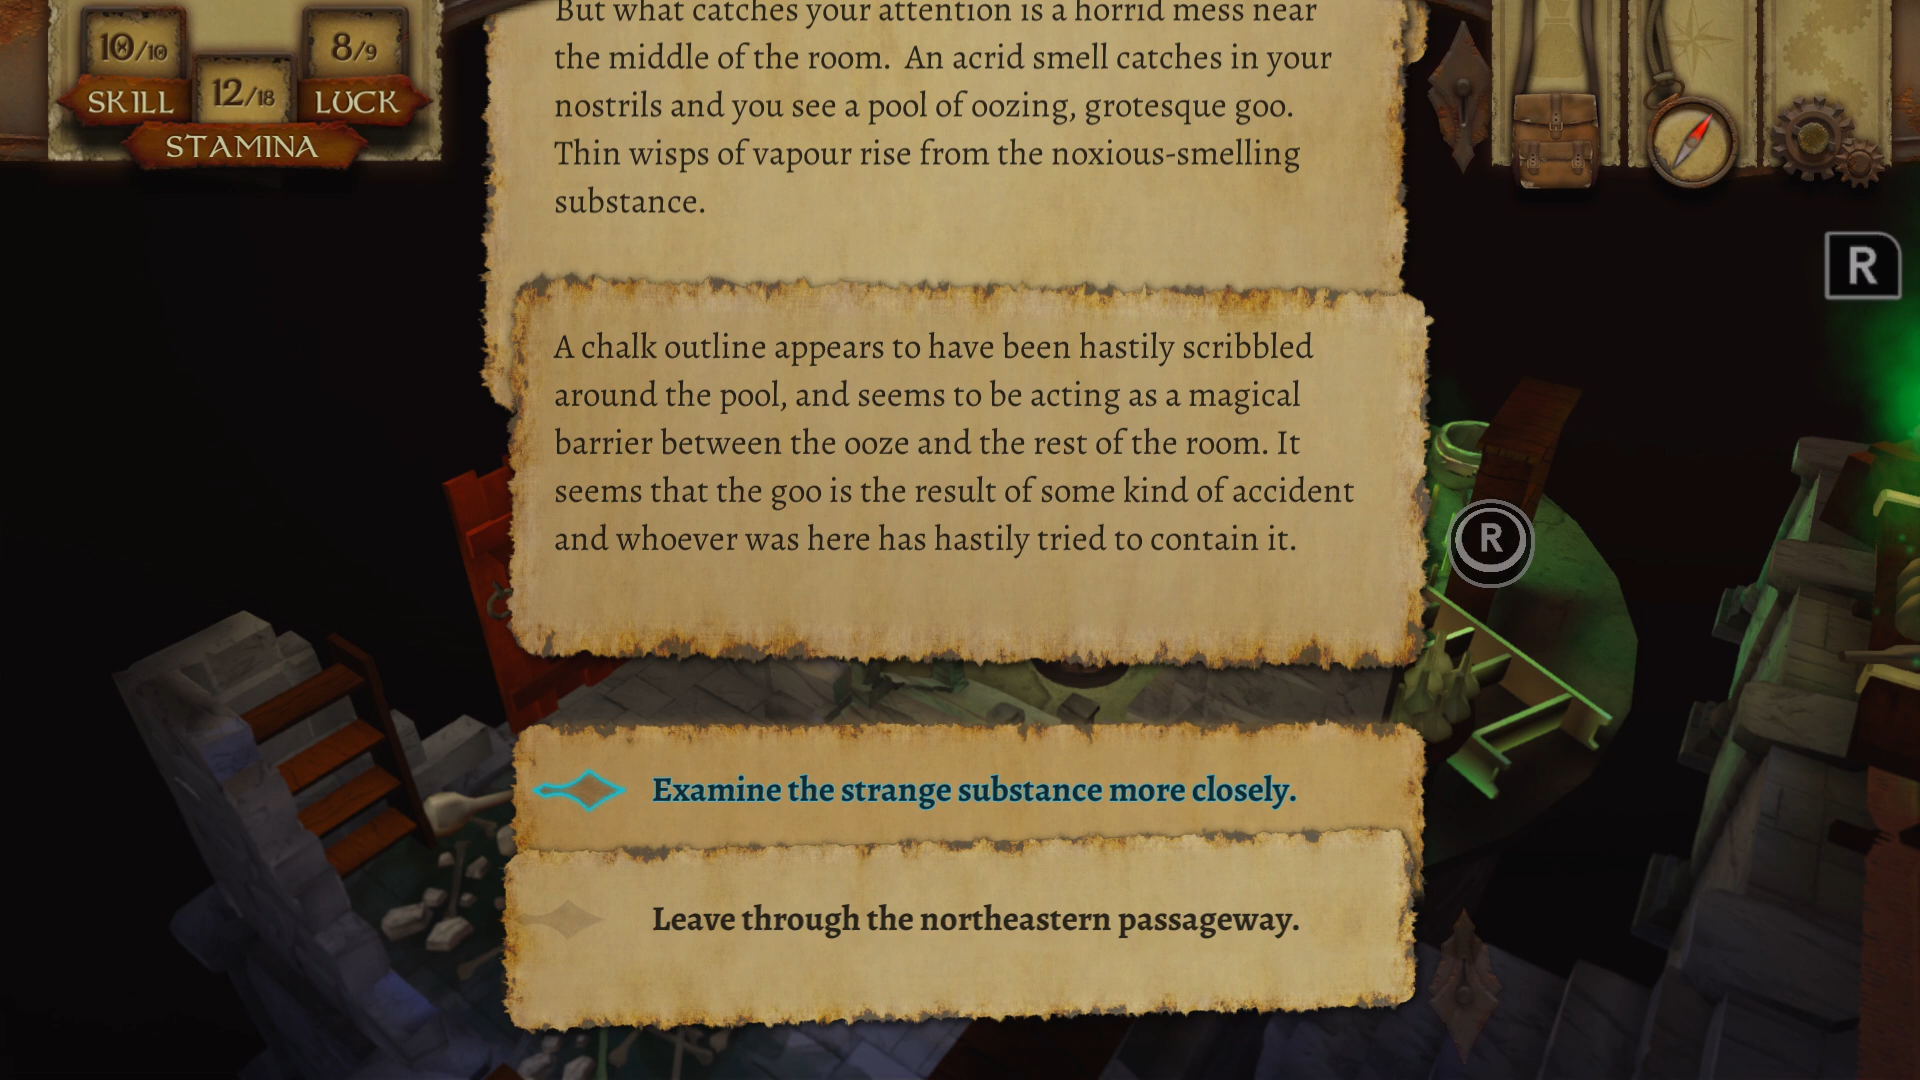 10/10
8/9
12/18
SKILL
LUCK
STAMINA
But what catches your attention is a horrid mess near
the middle of the room.  An acrid smell catches in your
nostrils and you see a pool of oozing, grotesque goo.
Thin wisps of vapour rise from the noxious-smelling
substance.
R
A chalk outline appears to have been hastily scribbled
around the pool, and seems to be acting as a magical
barrier between the ooze and the rest of the room. It
seems that the goo is the result of some kind of accident
and whoever was here has hastily tried to contain it.
R
Examine the strange substance more closely.
Leave through the northeastern passageway.